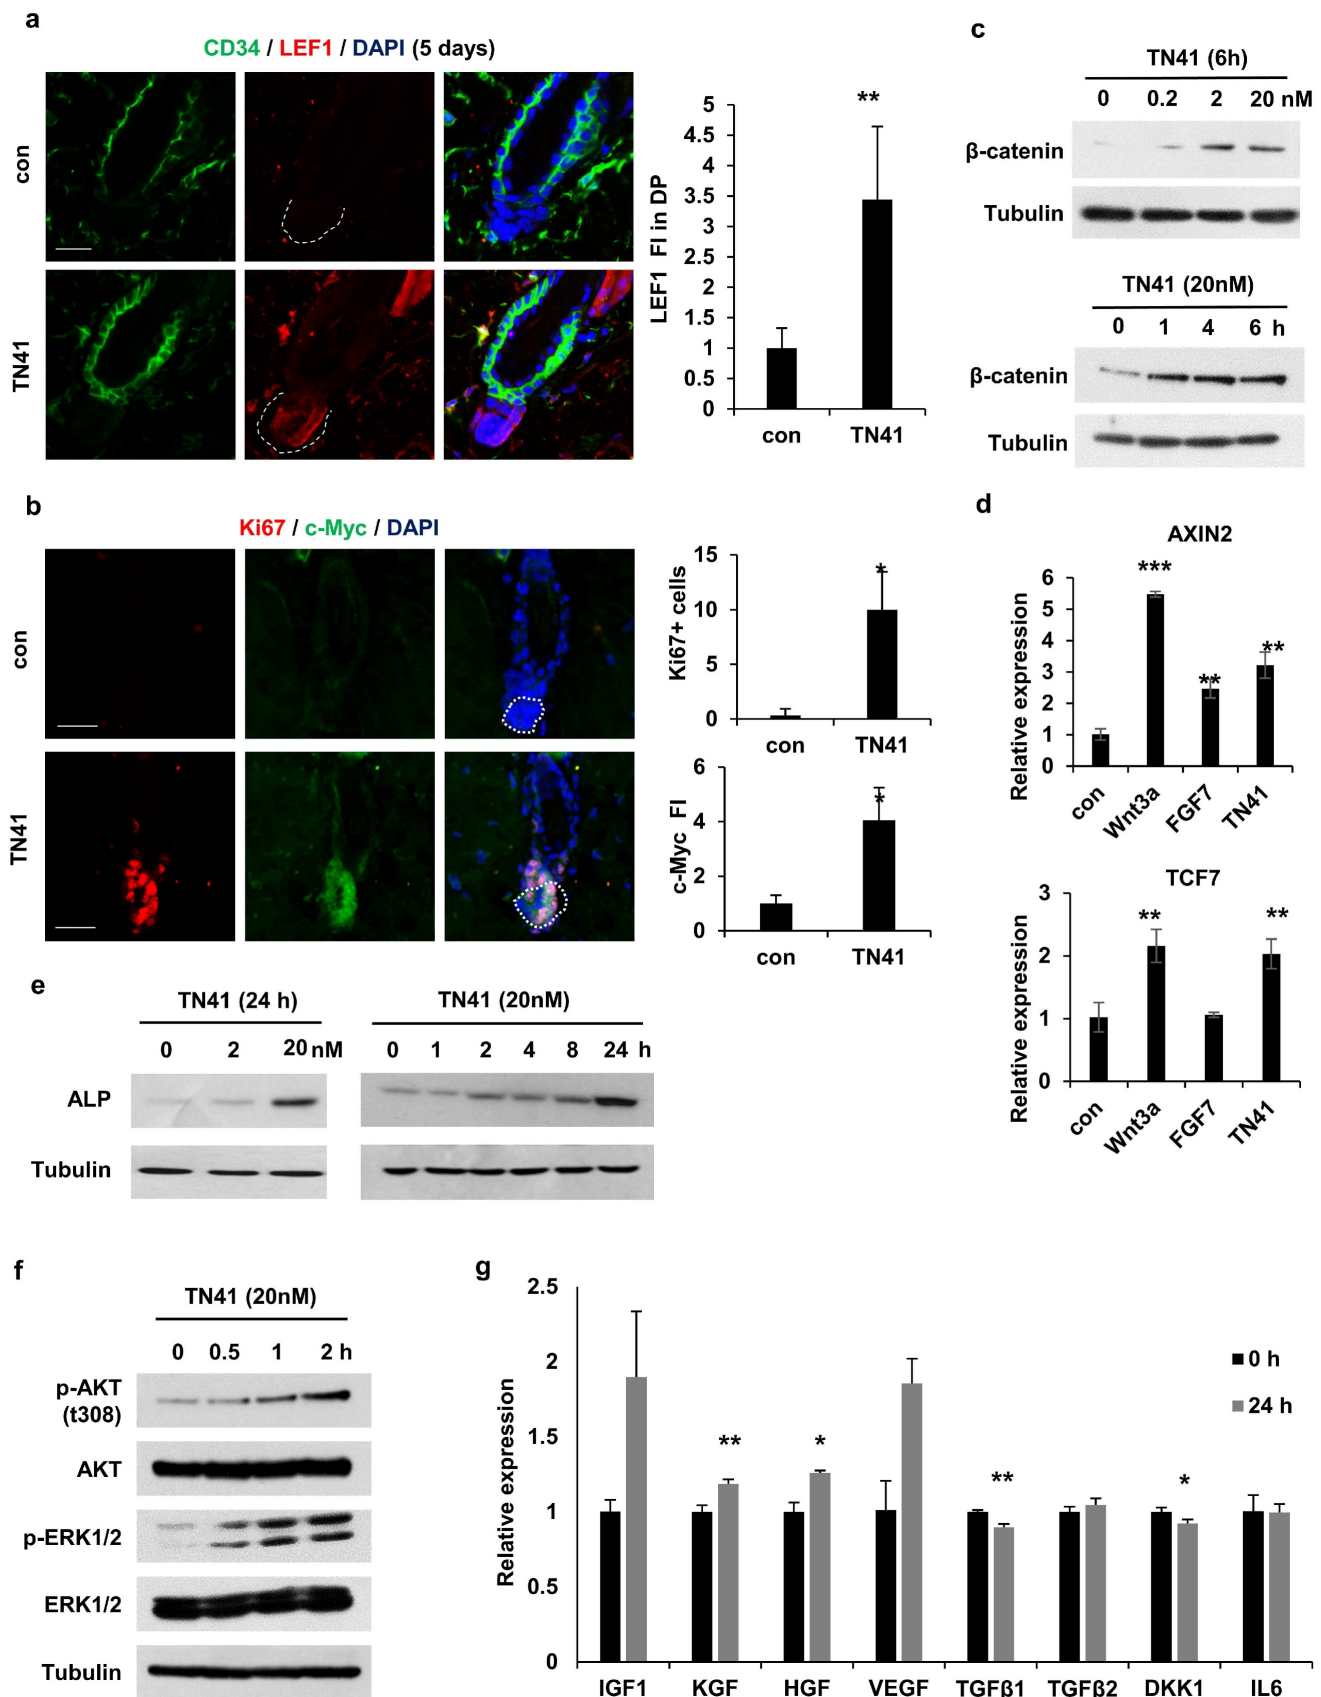 a
CD34 / LEF1 / DAPI (5 days)
con
TN41
LEF1 FI in DP
5
4.5
4
3.5
3
2.5
2
1.5
1
0.5
0
**
con TN41
c
TN41 (6h)
0 0.2 2 20 nM
β-catenin
Tubulin
TN41 (20nM)
0 1 4 6 h
β-catenin
Tubulin
b
Ki67 / c-Myc / DAPI
con
TN41
Ki67+ cells
15
10
5
0
*
con TN41
c-Myc FI
6
4
2
0
*
con TN41
d
AXIN2
Relative expression
6
5
4
3
2
1
0
***
**
**
con Wnt3a FGF7 TN41
TCF7
Relative expression
3
2
1
0
**
**
con Wnt3a FGF7 TN41
e
TN41 (24 h)
0 2 20 nM
TN41 (20nM)
0 1 2 4 8 24 h
ALP
Tubulin
f
TN41 (20nM)
0 0.5 1 2 h
p-AKT
(t308)
AKT
p-ERK1/2
ERK1/2
Tubulin
g
Relative expression
2.5
2
1.5
1
0.5
0
** * ** *
0 h
24 h
IGF1 KGF HGF VEGF TGFß1 TGFß2 DKK1 IL6